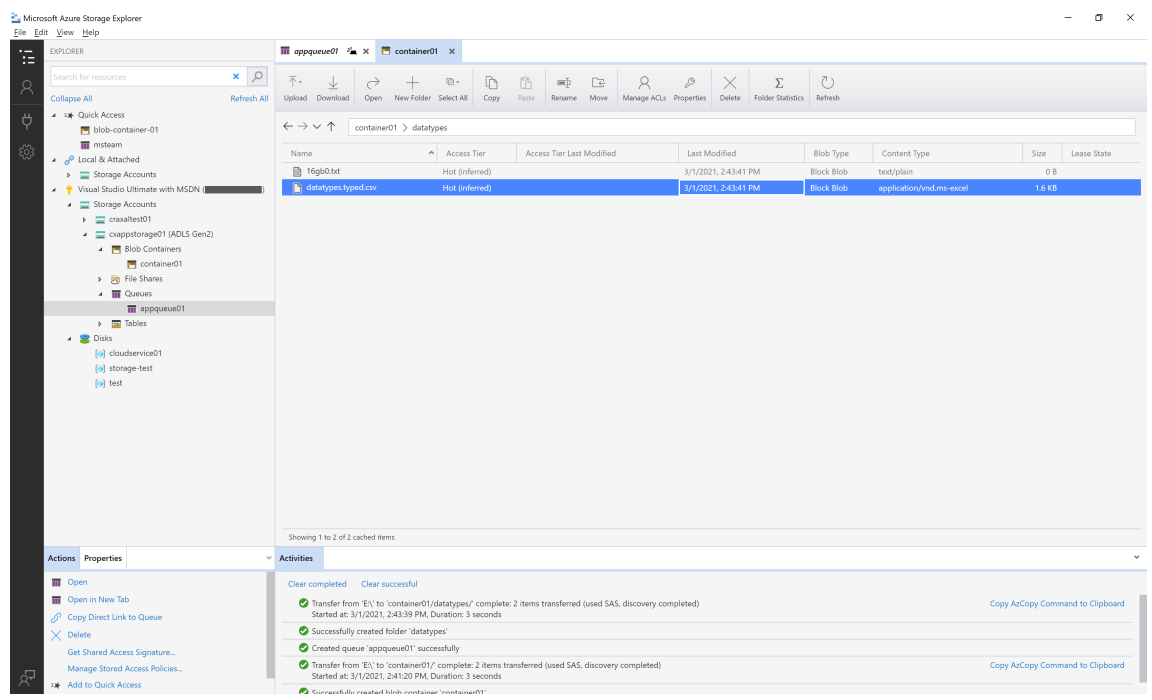 Microsoft Azure Storage Explorer
File Edit View Help
EXPLORER
Search for resources
Collapse All Refresh All
Quick Access
blob-container-01
msteam
Local & Attached
Storage Accounts
Visual Studio Ultimate with MSDN ( )
Storage Accounts
craxaltest01
cxappstorage01 (ADLS Gen2)
Blob Containers
container01
File Shares
Queues
appqueue01
Tables
Disks
cloudservice01
storage-test
test
Actions Properties
Open
Open in New Tab
Copy Direct Link to Queue
Delete
Get Shared Access Signature...
Manage Stored Access Policies...
Add to Quick Access
appqueue01 container01
Upload Download Open New Folder Select All Copy Paste Rename Move Manage ACLs Properties Delete Folder Statistics Refresh
container01 > datatypes
Name Access Tier Access Tier Last Modified Last Modified Blob Type Content Type Size Lease State
16gb0.txt Hot (inferred) 3/1/2021, 2:43:41 PM Block Blob text/plain 0 B
datatypes.typed.csv Hot (inferred) 3/1/2021, 2:43:41 PM Block Blob application/vnd.ms-excel 1.6 KB
Showing 1 to 2 of 2 cached items
Activities
Clear completed Clear successful
Transfer from 'E:\' to 'container01/datatypes/' complete: 2 items transferred (used SAS, discovery completed) Copy AzCopy Command to Clipboard
Started at: 3/1/2021, 2:43:39 PM, Duration: 3 seconds
Successfully created folder 'datatypes'
Created queue 'appqueue01' successfully
Transfer from 'E:\' to 'container01/' complete: 2 items transferred (used SAS, discovery completed) Copy AzCopy Command to Clipboard
Started at: 3/1/2021, 2:41:20 PM, Duration: 3 seconds
Successfully created blob container 'container01'